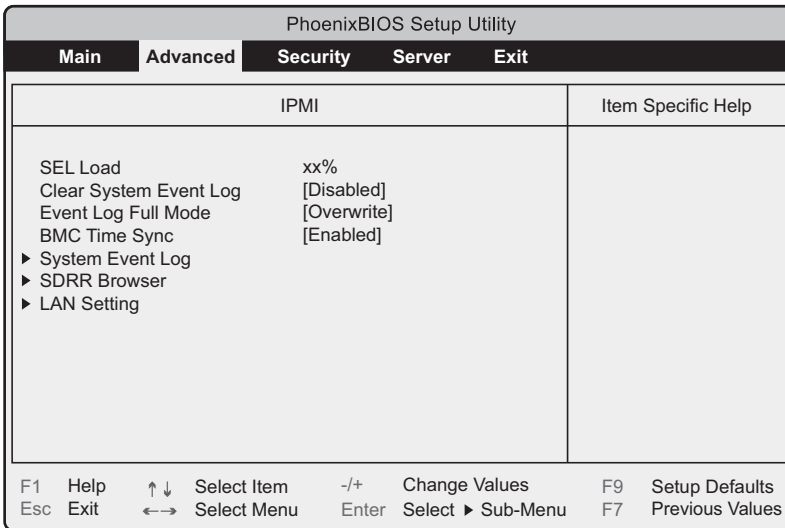 PhoenixBIOS Setup Utility
Main Advanced Security Server Exit
IPMI Item Specific Help
SEL Load xx%
Clear System Event Log [Disabled]
Event Log Full Mode [Overwrite]
BMC Time Sync [Enabled]
▶ System Event Log
▶ SDRR Browser
▶ LAN Setting
F1 Help ↑↓ Select Item -/+ Change Values F9 Setup Defaults
Esc Exit ←→ Select Menu Enter Select ▶ Sub-Menu F7 Previous Values